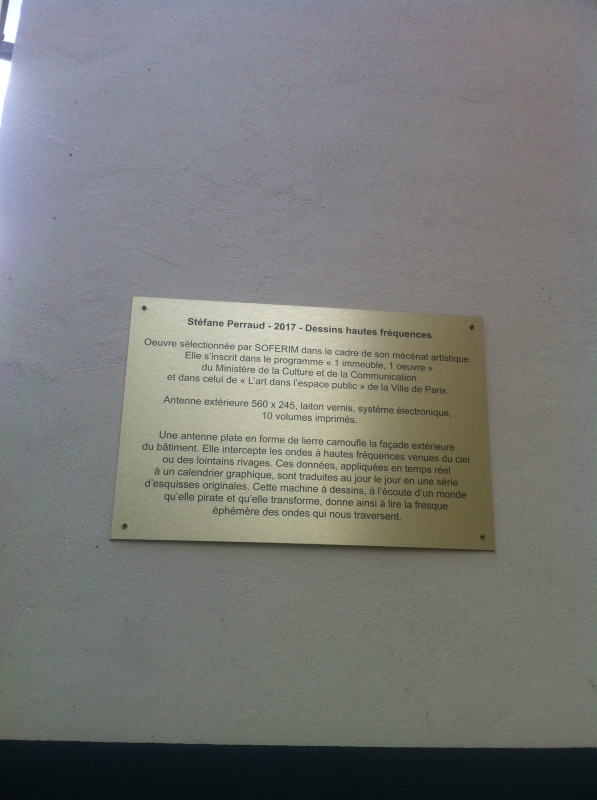 Stéfane Perraud - 2017 - Dessins hautes fréquences
Oeuvre sélectionnée par SOFERIM dans le cadre de son mécénat artistique.
Elle s'inscrit dans le programme « 1 immeuble, 1 oeuvre »
du Ministère de la Culture et de la Communication
et dans celui de « L'art dans l'espace public » de la Ville de Paris.
Antenne extérieure 560 x 245, laiton vernis, système électronique,
10 volumes imprimés.
Une antenne plate en forme de lierre camoufle la façade extérieure
du bâtiment. Elle intercepte les ondes à hautes fréquences venues du ciel
ou des lointains rivages. Ces données, appliquées en temps réel
à un calendrier graphique, sont traduites au jour le jour en une série
d'esquisses originales. Cette machine à dessins, à l'écoute d'un monde
qu'elle pirate et qu'elle transforme, donne ainsi à lire la fresque
éphémère des ondes qui nous traversent.